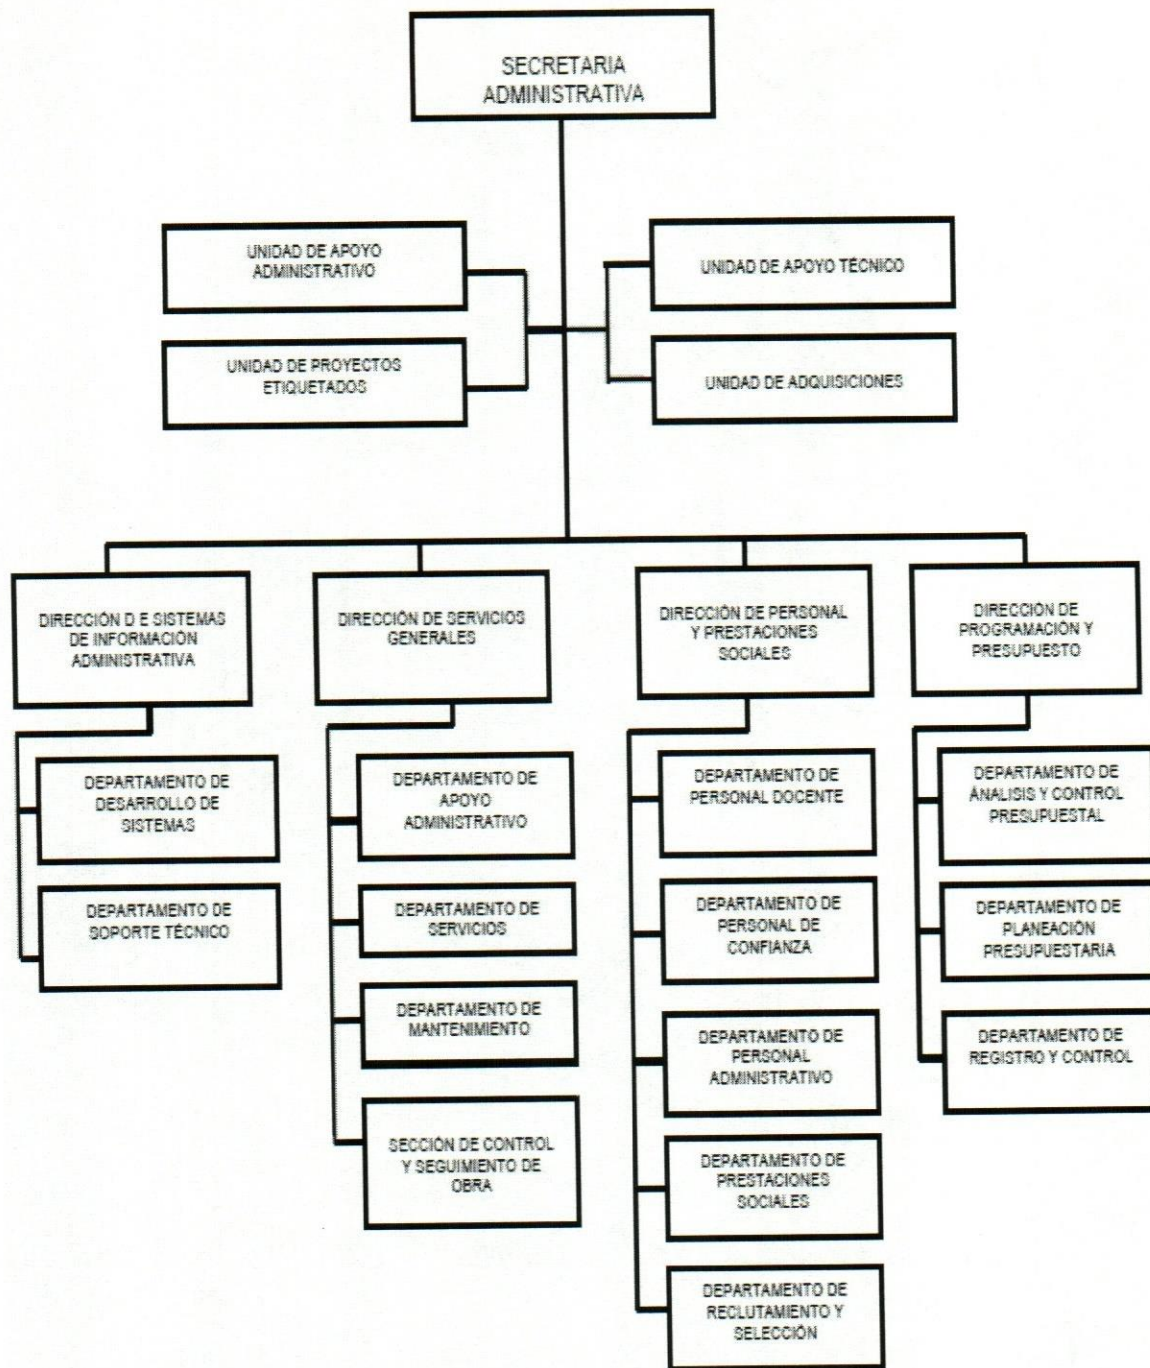 SECRETARIA
ADMINISTRATIVA
UNIDAD DE APOYO
ADMINISTRATIVO
UNIDAD DE APOYO TÉCNICO
UNIDAD DE PROYECTOS
ETIQUETADOS
UNIDAD DE ADQUISICIONES
DIRECCIÓN D E SISTEMAS
DE INFORMACIÓN
ADMINISTRATIVA
DEPARTAMENTO DE
DESARROLLO DE
SISTEMAS
DEPARTAMENTO DE
SOPORTE TÉCNICO
DIRECCIÓN DE SERVICIOS
GENERALES
DEPARTAMENTO DE
APOYO
ADMINISTRATIVO
DEPARTAMENTO DE
SERVICIOS
DEPARTAMENTO DE
MANTENIMIENTO
SECCIÓN DE CONTROL
Y SEGUIMIENTO DE
OBRA
DIRECCIÓN DE PERSONAL
Y PRESTACIONES
SOCIALES
DEPARTAMENTO DE
PERSONAL DOCENTE
DEPARTAMENTO DE
PERSONAL DE
CONFIANZA
DEPARTAMENTO DE
PERSONAL
ADMINISTRATIVO
DEPARTAMENTO DE
PRESTACIONES
SOCIALES
DEPARTAMENTO DE
RECLUTAMIENTO Y
SELECCIÓN
DIRECCIÓN DE
PROGRAMACIÓN Y
PRESUPUESTO
DEPARTAMENTO DE
ÁNALISIS Y CONTROL
PRESUPUESTAL
DEPARTAMENTO DE
PLANEACIÓN
PRESUPUESTARIA
DEPARTAMENTO DE
REGISTRO Y CONTROL